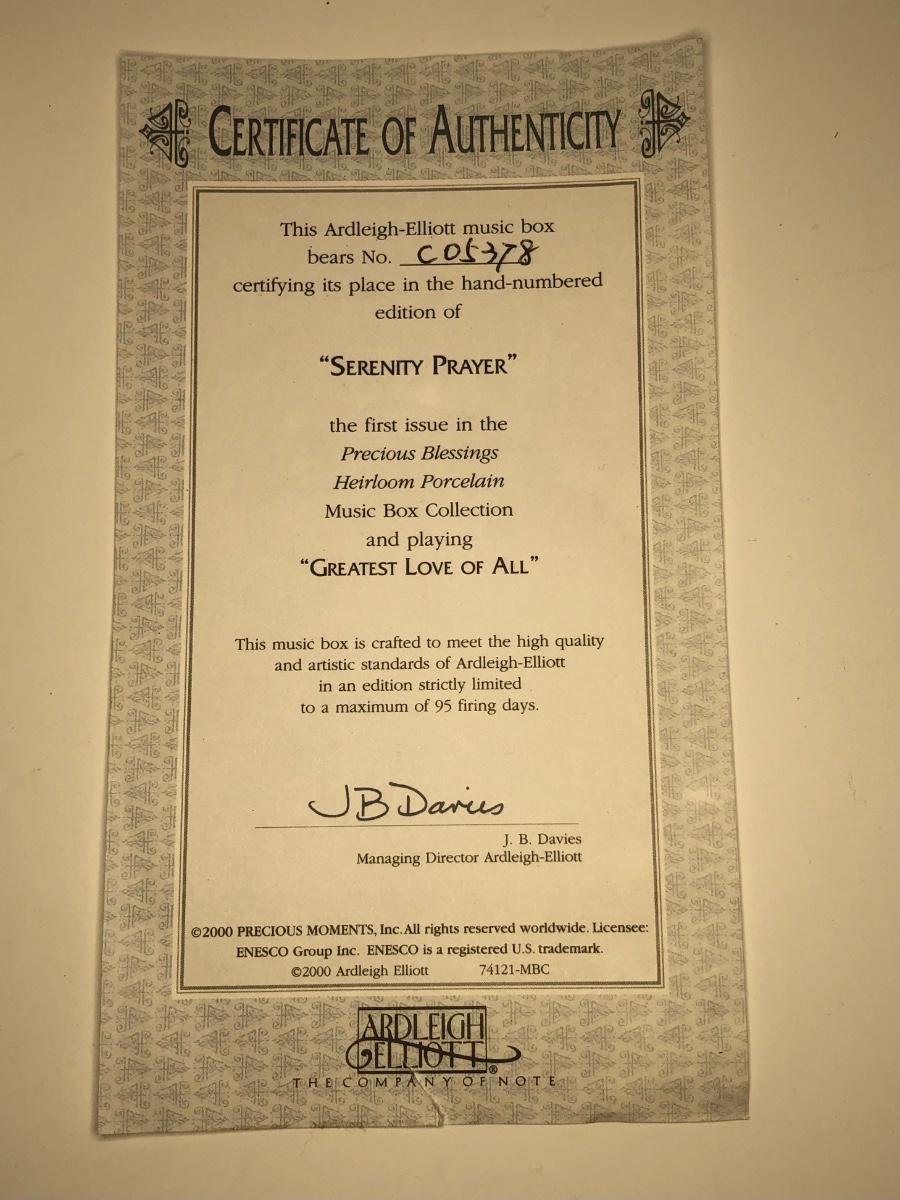 CERTIFICATE OF AUTHENTICITY
This Ardleigh-Elliott music box
bears No. C05378
certifying its place in the hand-numbered
edition of
“SERENITY PRAYER”
the first issue in the
Precious Blessings
Heirloom Porcelain
Music Box Collection
and playing
“GREATEST LOVE OF ALL”
This music box is crafted to meet the high quality
and artistic standards of Ardleigh-Elliott
in an edition strictly limited
to a maximum of 95 firing days.
JB Davies
J. B. Davies
Managing Director Ardleigh-Elliott
©2000 PRECIOUS MOMENTS, Inc. All rights reserved worldwide. Licensee:
ENESCO Group Inc. ENESCO is a registered U.S. trademark.
©2000 Ardleigh Elliott 74121-MBC
ARDLEIGH
ELLIOTT®
THE COMPANY OF NOTE